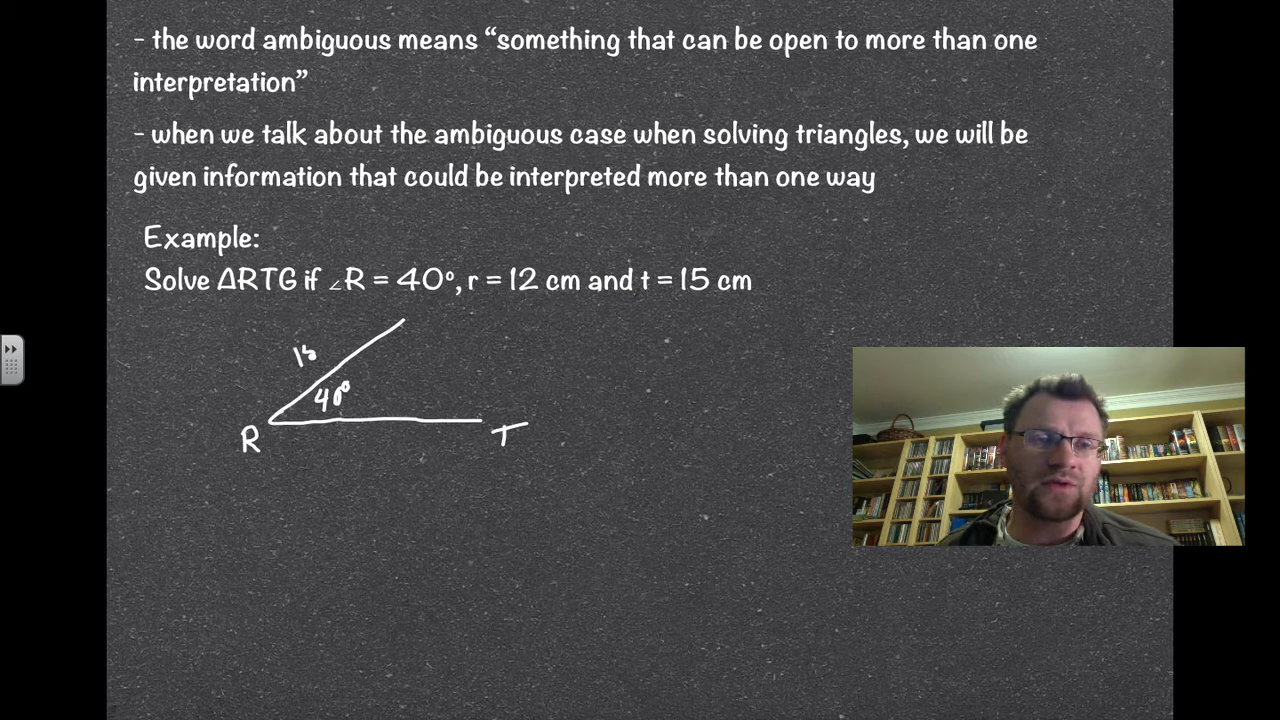 - the word ambiguous means “something that can be open to more than one
interpretation”
- when we talk about the ambiguous case when solving triangles, we will be
given information that could be interpreted more than one way
Example:
Solve ΔRTG if ∠R = 40°, r = 12 cm and t = 15 cm
15
40°
R
T